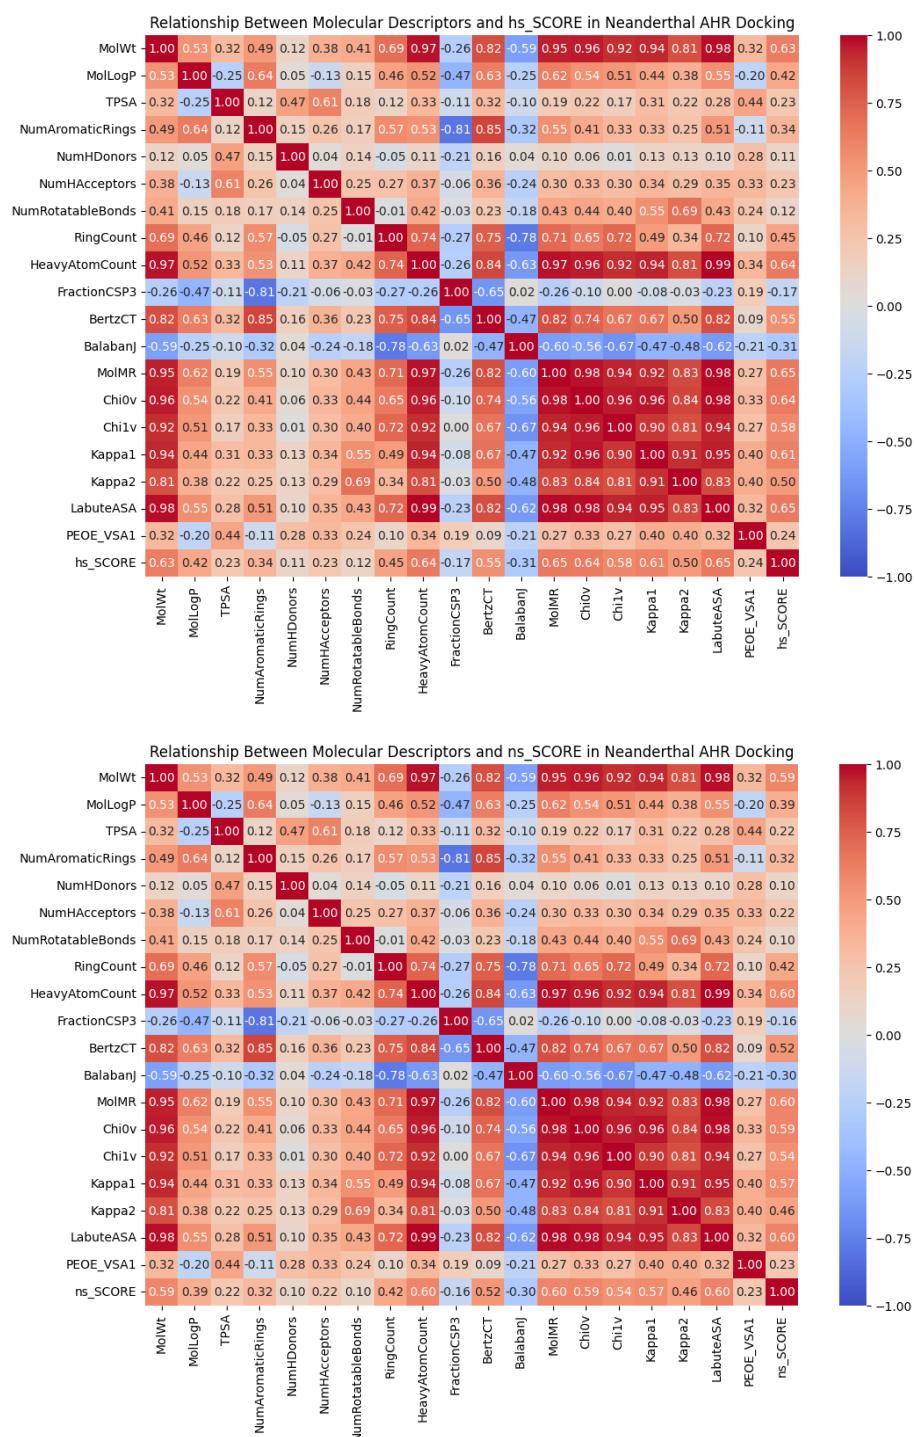 Relationship Between Molecular Descriptors and hs_SCORE in Neanderthal AHR Docking
MolWt 1.00 0.53 0.32 0.49 0.12 0.38 0.41 0.69 0.97 -0.26 0.82 -0.59 0.95 0.96 0.92 0.94 0.81 0.98 0.32 0.63
MolLogP 0.53 1.00 -0.25 0.64 0.05 -0.13 0.15 0.46 0.52 -0.47 0.63 -0.25 0.62 0.54 0.51 0.44 0.38 0.55 -0.20 0.42
TPSA 0.32 -0.25 1.00 0.12 0.47 0.61 0.18 0.12 0.33 -0.11 0.32 -0.10 0.19 0.22 0.17 0.31 0.22 0.28 0.44 0.23
NumAromaticRings 0.49 0.64 0.12 1.00 0.15 0.26 0.17 0.57 0.53 -0.81 0.85 -0.32 0.55 0.41 0.33 0.33 0.25 0.51 -0.11 0.34
NumHDonors 0.12 0.05 0.47 0.15 1.00 0.04 0.14 -0.05 0.11 -0.21 0.16 0.04 0.10 0.06 0.01 0.13 0.13 0.10 0.28 0.11
NumHAcceptors 0.38 -0.13 0.61 0.26 0.04 1.00 0.25 0.27 0.37 -0.06 0.36 -0.24 0.30 0.33 0.30 0.34 0.29 0.35 0.33 0.23
NumRotatableBonds 0.41 0.15 0.18 0.17 0.14 0.25 1.00 -0.01 0.42 -0.03 0.23 -0.18 0.43 0.44 0.40 0.55 0.69 0.43 0.24 0.12
RingCount 0.69 0.46 0.12 0.57 -0.05 0.27 -0.01 1.00 0.74 -0.27 0.75 -0.78 0.71 0.65 0.72 0.49 0.34 0.72 0.10 0.45
HeavyAtomCount 0.97 0.52 0.33 0.53 0.11 0.37 0.42 0.74 1.00 -0.26 0.84 -0.63 0.97 0.96 0.92 0.94 0.81 0.99 0.34 0.64
FractionCSP3 -0.26 -0.47 -0.11 -0.81 -0.21 -0.06 -0.03 -0.27 -0.26 1.00 -0.65 0.02 -0.26 -0.10 0.00 -0.08 -0.03 -0.23 0.19 -0.17
BertzCT 0.82 0.63 0.32 0.85 0.16 0.36 0.23 0.75 0.84 -0.65 1.00 -0.47 0.82 0.74 0.67 0.67 0.50 0.82 0.09 0.55
BalabanJ -0.59 -0.25 -0.10 -0.32 0.04 -0.24 -0.18 -0.78 -0.63 0.02 -0.47 1.00 -0.60 -0.56 -0.67 -0.47 -0.48 -0.62 -0.21 -0.31
MolMR 0.95 0.62 0.19 0.55 0.10 0.30 0.43 0.71 0.97 -0.26 0.82 -0.60 1.00 0.98 0.94 0.92 0.83 0.98 0.27 0.65
Chi0v 0.96 0.54 0.22 0.41 0.06 0.33 0.44 0.65 0.96 -0.10 0.74 -0.56 0.98 1.00 0.96 0.96 0.84 0.98 0.33 0.64
Chi1v 0.92 0.51 0.17 0.33 0.01 0.30 0.40 0.72 0.92 0.00 0.67 -0.67 0.94 0.96 1.00 0.90 0.81 0.94 0.27 0.58
Kappa1 0.94 0.44 0.31 0.33 0.13 0.34 0.55 0.49 0.94 -0.08 0.67 -0.47 0.92 0.96 0.90 1.00 0.91 0.95 0.40 0.61
Kappa2 0.81 0.38 0.22 0.25 0.13 0.29 0.69 0.34 0.81 -0.03 0.50 -0.48 0.83 0.84 0.81 0.91 1.00 0.83 0.40 0.50
LabuteASA 0.98 0.55 0.28 0.51 0.10 0.35 0.43 0.72 0.99 -0.23 0.82 -0.62 0.98 0.98 0.94 0.95 0.83 1.00 0.32 0.65
PEOE_VSA1 0.32 -0.20 0.44 -0.11 0.28 0.33 0.24 0.10 0.34 0.19 0.09 -0.21 0.27 0.33 0.27 0.40 0.40 0.32 1.00 0.24
hs_SCORE 0.63 0.42 0.23 0.34 0.11 0.23 0.12 0.45 0.64 -0.17 0.55 -0.31 0.65 0.64 0.58 0.61 0.50 0.65 0.24 1.00
MolWt MolLogP TPSA NumAromaticRings NumHDonors NumHAcceptors NumRotatableBonds RingCount HeavyAtomCount FractionCSP3 BertzCT BalabanJ MolMR Chi0v Chi1v Kappa1 Kappa2 LabuteASA PEOE_VSA1 hs_SCORE
1.00
0.75
0.50
0.25
0.00
−0.25
−0.50
−0.75
−1.00
Relationship Between Molecular Descriptors and ns_SCORE in Neanderthal AHR Docking
MolWt 1.00 0.53 0.32 0.49 0.12 0.38 0.41 0.69 0.97 -0.26 0.82 -0.59 0.95 0.96 0.92 0.94 0.81 0.98 0.32 0.59
MolLogP 0.53 1.00 -0.25 0.64 0.05 -0.13 0.15 0.46 0.52 -0.47 0.63 -0.25 0.62 0.54 0.51 0.44 0.38 0.55 -0.20 0.39
TPSA 0.32 -0.25 1.00 0.12 0.47 0.61 0.18 0.12 0.33 -0.11 0.32 -0.10 0.19 0.22 0.17 0.31 0.22 0.28 0.44 0.22
NumAromaticRings 0.49 0.64 0.12 1.00 0.15 0.26 0.17 0.57 0.53 -0.81 0.85 -0.32 0.55 0.41 0.33 0.33 0.25 0.51 -0.11 0.32
NumHDonors 0.12 0.05 0.47 0.15 1.00 0.04 0.14 -0.05 0.11 -0.21 0.16 0.04 0.10 0.06 0.01 0.13 0.13 0.10 0.28 0.10
NumHAcceptors 0.38 -0.13 0.61 0.26 0.04 1.00 0.25 0.27 0.37 -0.06 0.36 -0.24 0.30 0.33 0.30 0.34 0.29 0.35 0.33 0.22
NumRotatableBonds 0.41 0.15 0.18 0.17 0.14 0.25 1.00 -0.01 0.42 -0.03 0.23 -0.18 0.43 0.44 0.40 0.55 0.69 0.43 0.24 0.10
RingCount 0.69 0.46 0.12 0.57 -0.05 0.27 -0.01 1.00 0.74 -0.27 0.75 -0.78 0.71 0.65 0.72 0.49 0.34 0.72 0.10 0.42
HeavyAtomCount 0.97 0.52 0.33 0.53 0.11 0.37 0.42 0.74 1.00 -0.26 0.84 -0.63 0.97 0.96 0.92 0.94 0.81 0.99 0.34 0.60
FractionCSP3 -0.26 -0.47 -0.11 -0.81 -0.21 -0.06 -0.03 -0.27 -0.26 1.00 -0.65 0.02 -0.26 -0.10 0.00 -0.08 -0.03 -0.23 0.19 -0.16
BertzCT 0.82 0.63 0.32 0.85 0.16 0.36 0.23 0.75 0.84 -0.65 1.00 -0.47 0.82 0.74 0.67 0.67 0.50 0.82 0.09 0.52
BalabanJ -0.59 -0.25 -0.10 -0.32 0.04 -0.24 -0.18 -0.78 -0.63 0.02 -0.47 1.00 -0.60 -0.56 -0.67 -0.47 -0.48 -0.62 -0.21 -0.30
MolMR 0.95 0.62 0.19 0.55 0.10 0.30 0.43 0.71 0.97 -0.26 0.82 -0.60 1.00 0.98 0.94 0.92 0.83 0.98 0.27 0.60
Chi0v 0.96 0.54 0.22 0.41 0.06 0.33 0.44 0.65 0.96 -0.10 0.74 -0.56 0.98 1.00 0.96 0.96 0.84 0.98 0.33 0.59
Chi1v 0.92 0.51 0.17 0.33 0.01 0.30 0.40 0.72 0.92 0.00 0.67 -0.67 0.94 0.96 1.00 0.90 0.81 0.94 0.27 0.54
Kappa1 0.94 0.44 0.31 0.33 0.13 0.34 0.55 0.49 0.94 -0.08 0.67 -0.47 0.92 0.96 0.90 1.00 0.91 0.95 0.40 0.57
Kappa2 0.81 0.38 0.22 0.25 0.13 0.29 0.69 0.34 0.81 -0.03 0.50 -0.48 0.83 0.84 0.81 0.91 1.00 0.83 0.40 0.46
LabuteASA 0.98 0.55 0.28 0.51 0.10 0.35 0.43 0.72 0.99 -0.23 0.82 -0.62 0.98 0.98 0.94 0.95 0.83 1.00 0.32 0.60
PEOE_VSA1 0.32 -0.20 0.44 -0.11 0.28 0.33 0.24 0.10 0.34 0.19 0.09 -0.21 0.27 0.33 0.27 0.40 0.40 0.32 1.00 0.23
ns_SCORE 0.59 0.39 0.22 0.32 0.10 0.22 0.10 0.42 0.60 -0.16 0.52 -0.30 0.60 0.59 0.54 0.57 0.46 0.60 0.23 1.00
MolWt MolLogP TPSA NumAromaticRings NumHDonors NumHAcceptors NumRotatableBonds RingCount HeavyAtomCount FractionCSP3 BertzCT BalabanJ MolMR Chi0v Chi1v Kappa1 Kappa2 LabuteASA PEOE_VSA1 ns_SCORE
1.00
0.75
0.50
0.25
0.00
−0.25
−0.50
−0.75
−1.00